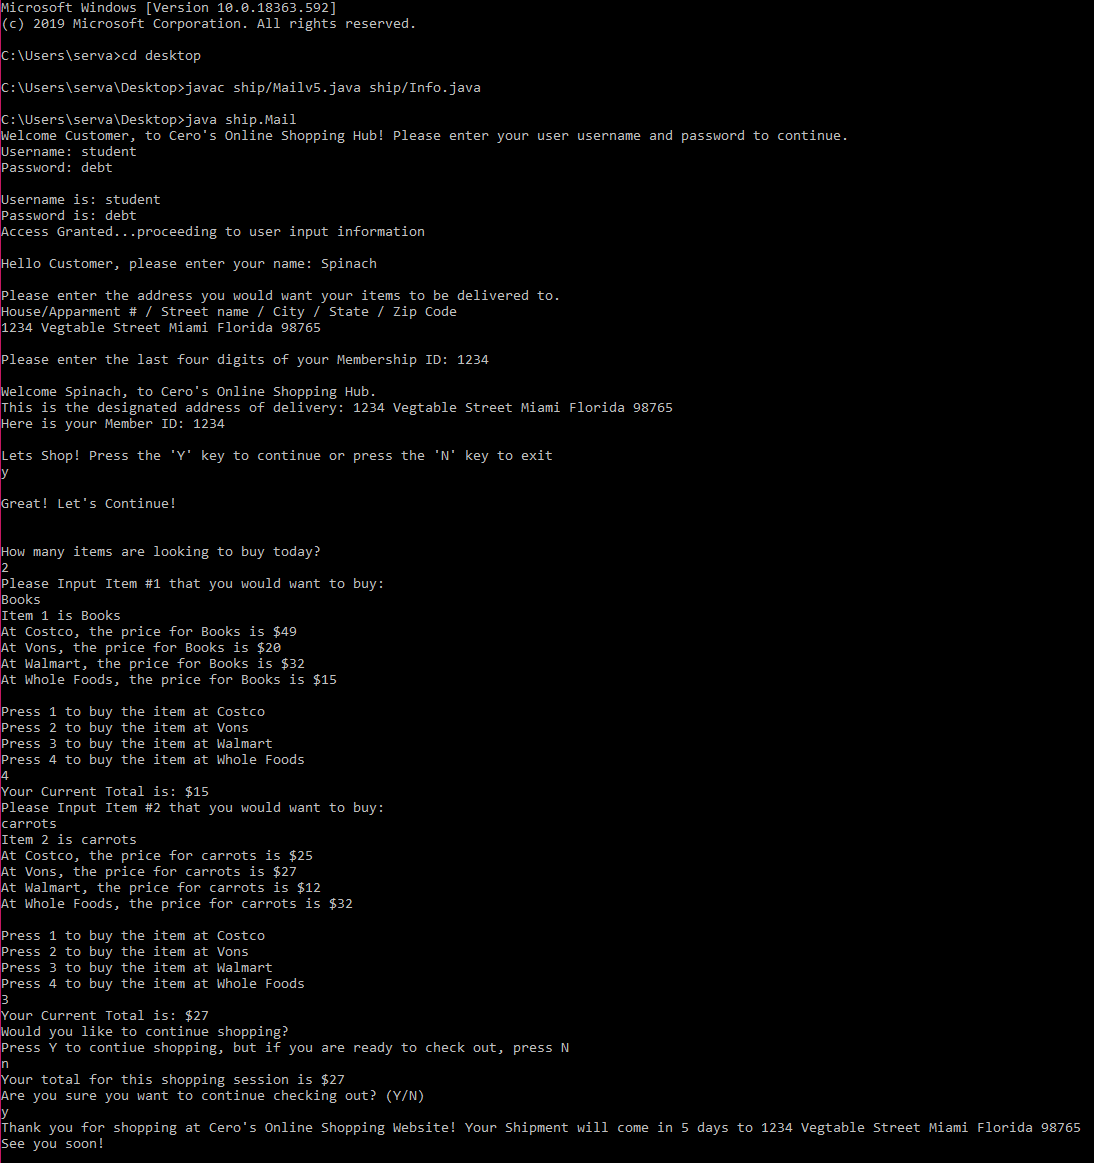 Microsoft Windows [Version 10.0.18363.592]
(c) 2019 Microsoft Corporation. All rights reserved.
C:\Users\serva>cd desktop
C:\Users\serva\Desktop>javac ship/Mailv5.java ship/Info.java
C:\Users\serva\Desktop>java ship.Mail
Welcome Customer, to Cero's Online Shopping Hub! Please enter your user username and password to continue.
Username: student
Password: debt
Username is: student
Password is: debt
Access Granted...proceeding to user input information
Hello Customer, please enter your name: Spinach
Please enter the address you would want your items to be delivered to.
House/Apparment # / Street name / City / State / Zip Code
1234 Vegtable Street Miami Florida 98765
Please enter the last four digits of your Membership ID: 1234
Welcome Spinach, to Cero's Online Shopping Hub.
This is the designated address of delivery: 1234 Vegtable Street Miami Florida 98765
Here is your Member ID: 1234
Lets Shop! Press the 'Y' key to continue or press the 'N' key to exit
y
Great! Let's Continue!
How many items are looking to buy today?
2
Please Input Item #1 that you would want to buy:
Books
Item 1 is Books
At Costco, the price for Books is $49
At Vons, the price for Books is $20
At Walmart, the price for Books is $32
At Whole Foods, the price for Books is $15
Press 1 to buy the item at Costco
Press 2 to buy the item at Vons
Press 3 to buy the item at Walmart
Press 4 to buy the item at Whole Foods
4
Your Current Total is: $15
Please Input Item #2 that you would want to buy:
carrots
Item 2 is carrots
At Costco, the price for carrots is $25
At Vons, the price for carrots is $27
At Walmart, the price for carrots is $12
At Whole Foods, the price for carrots is $32
Press 1 to buy the item at Costco
Press 2 to buy the item at Vons
Press 3 to buy the item at Walmart
Press 4 to buy the item at Whole Foods
3
Your Current Total is: $27
Would you like to continue shopping?
Press Y to contiue shopping, but if you are ready to check out, press N
n
Your total for this shopping session is $27
Are you sure you want to continue checking out? (Y/N)
y
Thank you for shopping at Cero's Online Shopping Website! Your Shipment will come in 5 days to 1234 Vegtable Street Miami Florida 98765
See you soon!